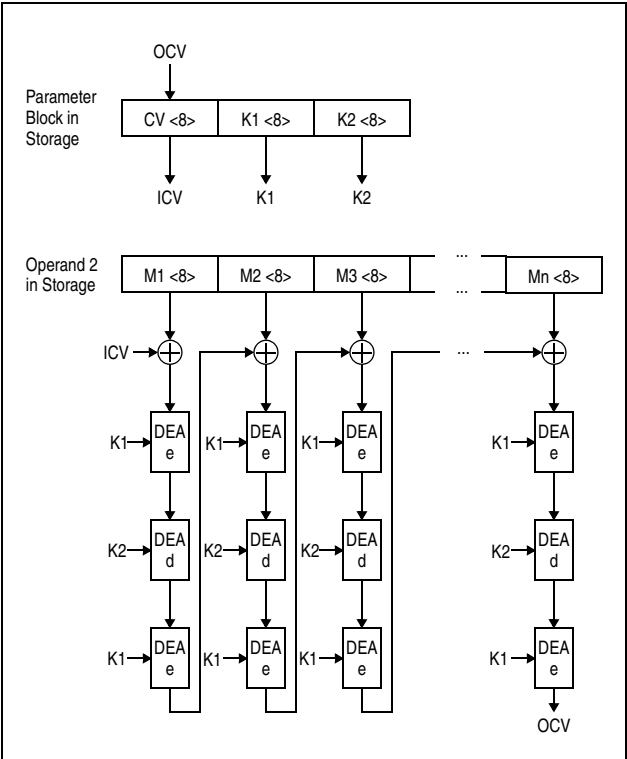 OCV
Parameter
Block in
Storage
CV <8> K1 <8> K2 <8>
ICV K1 K2
Operand 2
in Storage
M1 <8> M2 <8> M3 <8> ... ... Mn <8>
ICV ...
K1 DEA e K1 DEA e K1 DEA e K1 DEA e
K2 DEA d K2 DEA d K2 DEA d K2 DEA d
K1 DEA e K1 DEA e K1 DEA e K1 DEA e
OCV